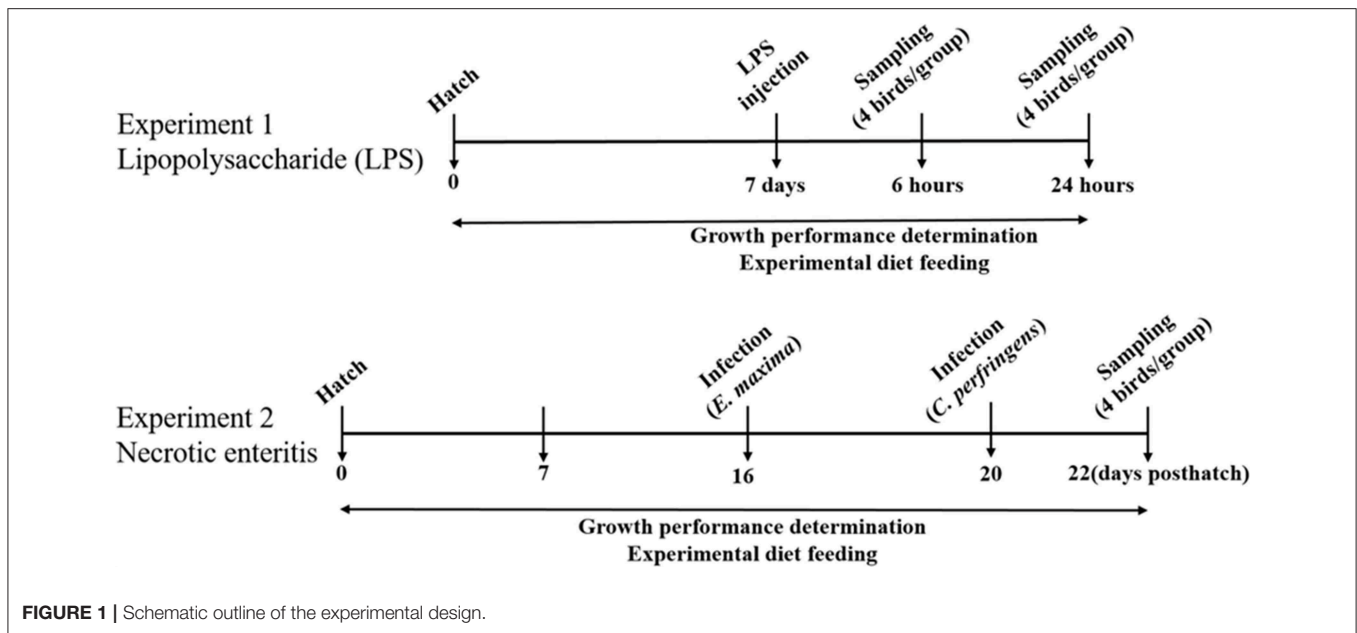 Hatch
LPS
injection
Sampling
(4 birds/group)
Sampling
(4 birds/group)
Experiment 1
Lipopolysaccharide (LPS)
0
7 days
6 hours
24 hours
Growth performance determination
Experimental diet feeding
Hatch
Infection
(E. maxima)
Infection
(C. perfringens)
Sampling
(4 birds/group)
Experiment 2
Necrotic enteritis
0
7
16
20
22(days posthatch)
Growth performance determination
Experimental diet feeding
FIGURE 1 | Schematic outline of the experimental design.